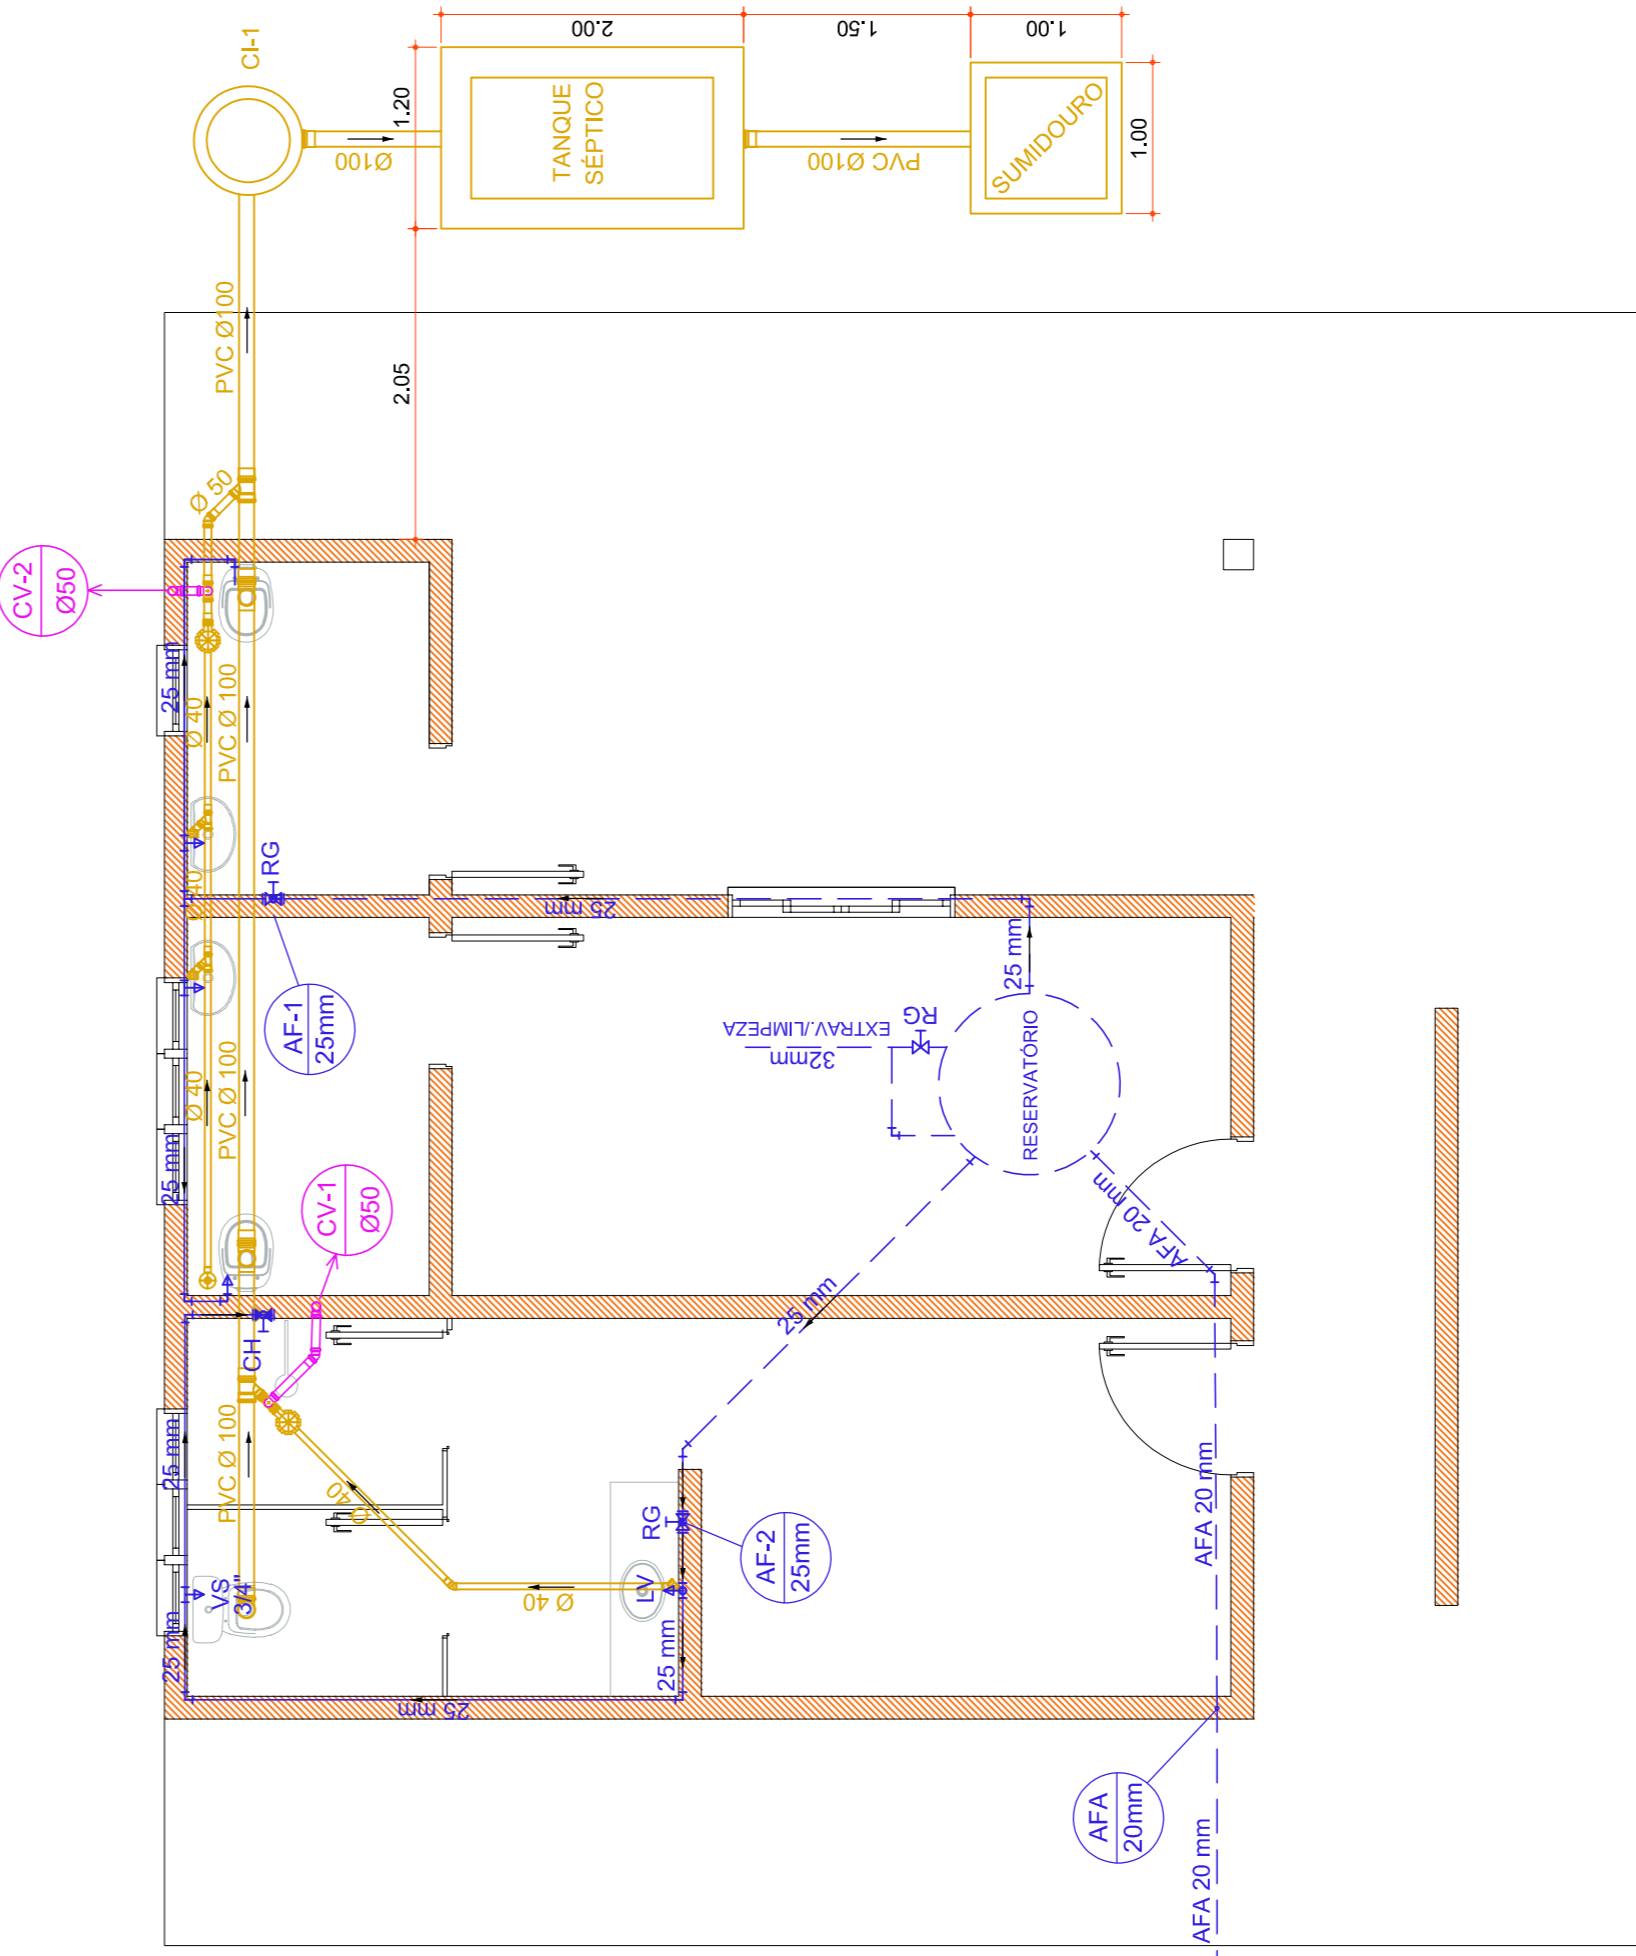 CI-1
2.00
1.50
1.00
1.20
Ø100
TANQUE
SÉPTICO
PVC Ø100
SUMIDOURO
1.00
PVC Ø100
2.05
Ø 50
CV-2
Ø50
25 mm
Ø 40
PVC Ø 100
RG
Ø 40
25 mm
AF-1
25mm
25 mm
RG
EXTRAV./LIMPEZA
32mm
RESERVATÓRIO
Ø 40
PVC Ø 100
25 mm
CV-1
Ø50
AFA 20 mm
25 mm
CH
25 mm
PVC Ø 100
Ø 40
VS
3/4"
RG
AF-2
25mm
LV
Ø 40
25 mm
25 mm
25 mm
AFA 20 mm
AFA
20mm
AFA 20 mm